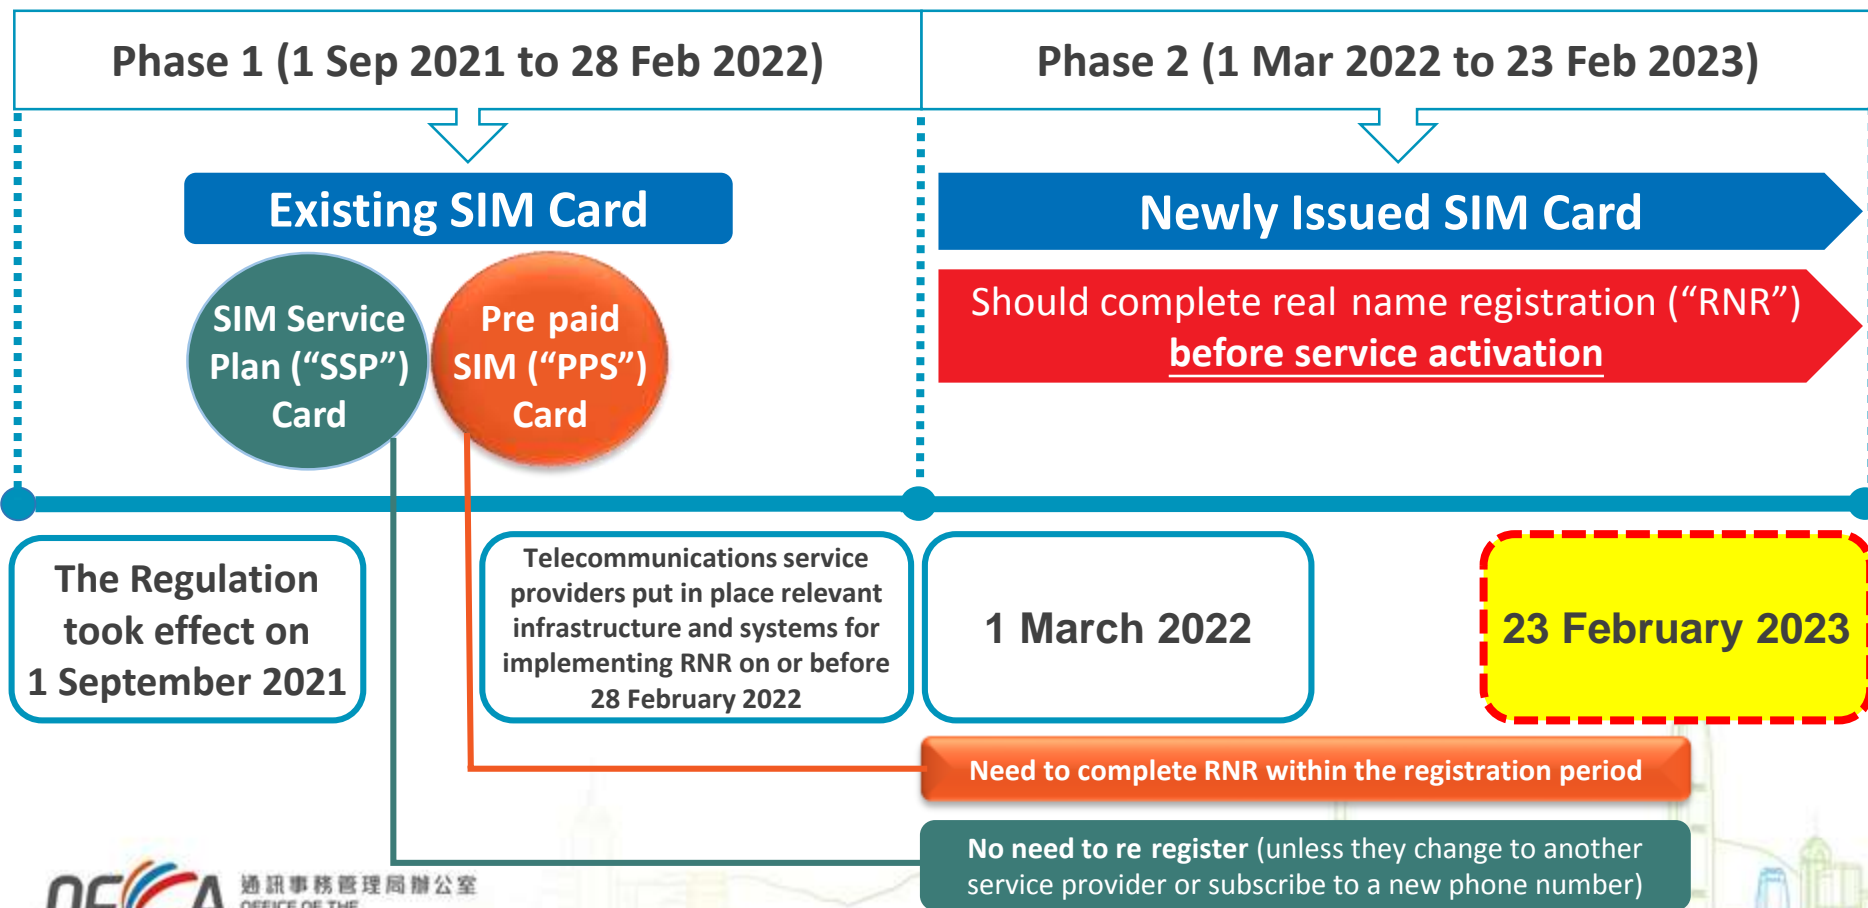 Phase 1 (1 Sep 2021 to 28 Feb 2022)
Phase 2 (1 Mar 2022 to 23 Feb 2023)
Existing SIM Card
Newly Issued SIM Card
SIM Service
Plan (“SSP”)
Card
Pre paid
SIM (“PPS”)
Card
Should complete real name registration (“RNR”)
before service activation
The Regulation
took effect on
1 September 2021
Telecommunications service
providers put in place relevant
infrastructure and systems for
implementing RNR on or before
28 February 2022
1 March 2022
23 February 2023
Need to complete RNR within the registration period
No need to re register (unless they change to another
service provider or subscribe to a new phone number)
OFCA
通訊事務管理局辦公室
OFFICE OF THE